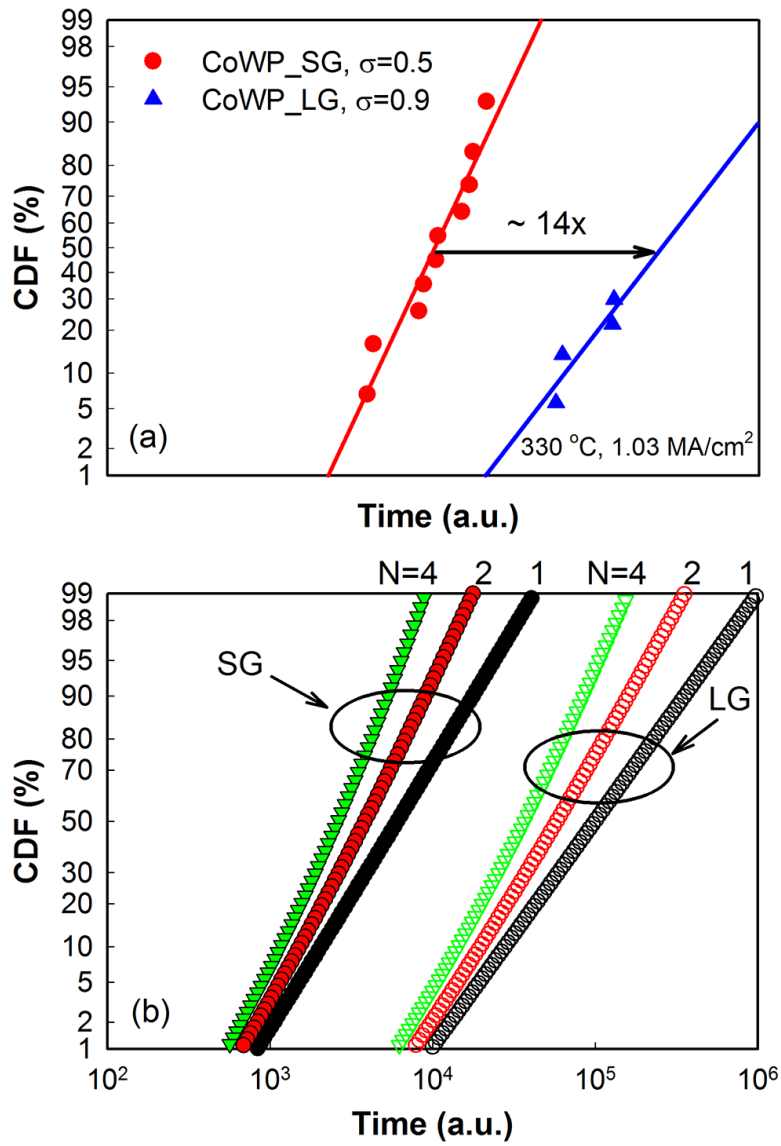 99
98
95
90
80
70
60
50
40
30
20
10
5
2
1
CDF (%)
CoWP_SG, σ=0.5
CoWP_LG, σ=0.9
~ 14x
(a)
330 °C, 1.03 MA/cm²
Time (a.u.)
N=4 2 1 N=4 2 1
99
98
95
90
80
70
50
30
20
10
5
2
1
CDF (%)
SG
LG
(b)
10² 10³ 10⁴ 10⁵ 10⁶
Time (a.u.)